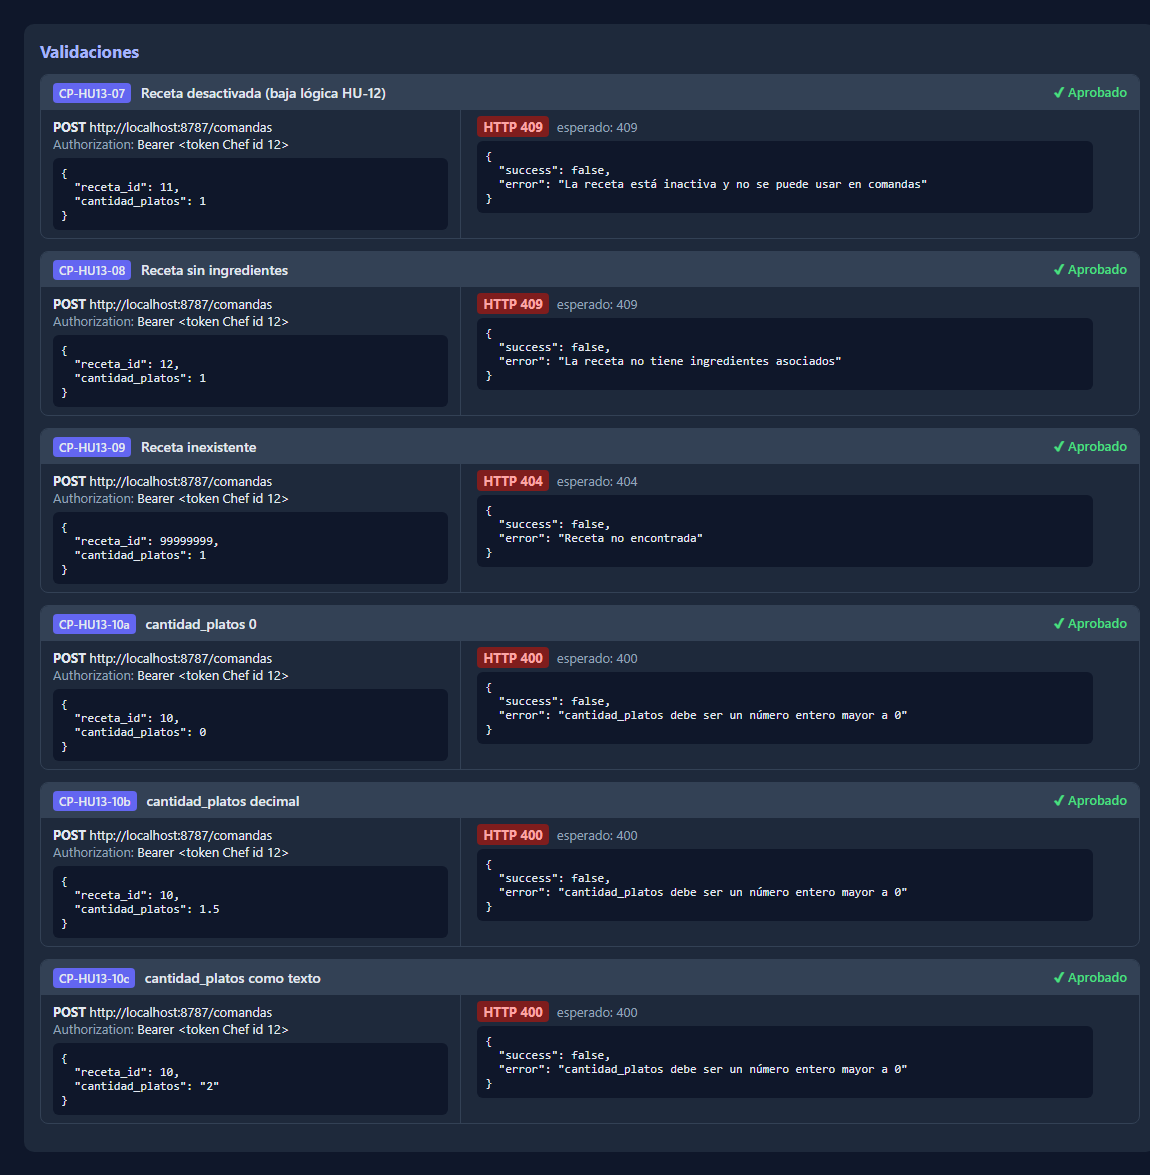 Validaciones
CP-HU13-07 Receta desactivada (baja lógica HU-12) ✓ Aprobado
POST http://localhost:8787/comandas
Authorization: Bearer <token Chef id 12>
{
  "receta_id": 11,
  "cantidad_platos": 1
}
HTTP 409 esperado: 409
{
  "success": false,
  "error": "La receta está inactiva y no se puede usar en comandas"
}
CP-HU13-08 Receta sin ingredientes ✓ Aprobado
POST http://localhost:8787/comandas
Authorization: Bearer <token Chef id 12>
{
  "receta_id": 12,
  "cantidad_platos": 1
}
HTTP 409 esperado: 409
{
  "success": false,
  "error": "La receta no tiene ingredientes asociados"
}
CP-HU13-09 Receta inexistente ✓ Aprobado
POST http://localhost:8787/comandas
Authorization: Bearer <token Chef id 12>
{
  "receta_id": 99999999,
  "cantidad_platos": 1
}
HTTP 404 esperado: 404
{
  "success": false,
  "error": "Receta no encontrada"
}
CP-HU13-10a cantidad_platos 0 ✓ Aprobado
POST http://localhost:8787/comandas
Authorization: Bearer <token Chef id 12>
{
  "receta_id": 10,
  "cantidad_platos": 0
}
HTTP 400 esperado: 400
{
  "success": false,
  "error": "cantidad_platos debe ser un número entero mayor a 0"
}
CP-HU13-10b cantidad_platos decimal ✓ Aprobado
POST http://localhost:8787/comandas
Authorization: Bearer <token Chef id 12>
{
  "receta_id": 10,
  "cantidad_platos": 1.5
}
HTTP 400 esperado: 400
{
  "success": false,
  "error": "cantidad_platos debe ser un número entero mayor a 0"
}
CP-HU13-10c cantidad_platos como texto ✓ Aprobado
POST http://localhost:8787/comandas
Authorization: Bearer <token Chef id 12>
{
  "receta_id": 10,
  "cantidad_platos": "2"
}
HTTP 400 esperado: 400
{
  "success": false,
  "error": "cantidad_platos debe ser un número entero mayor a 0"
}